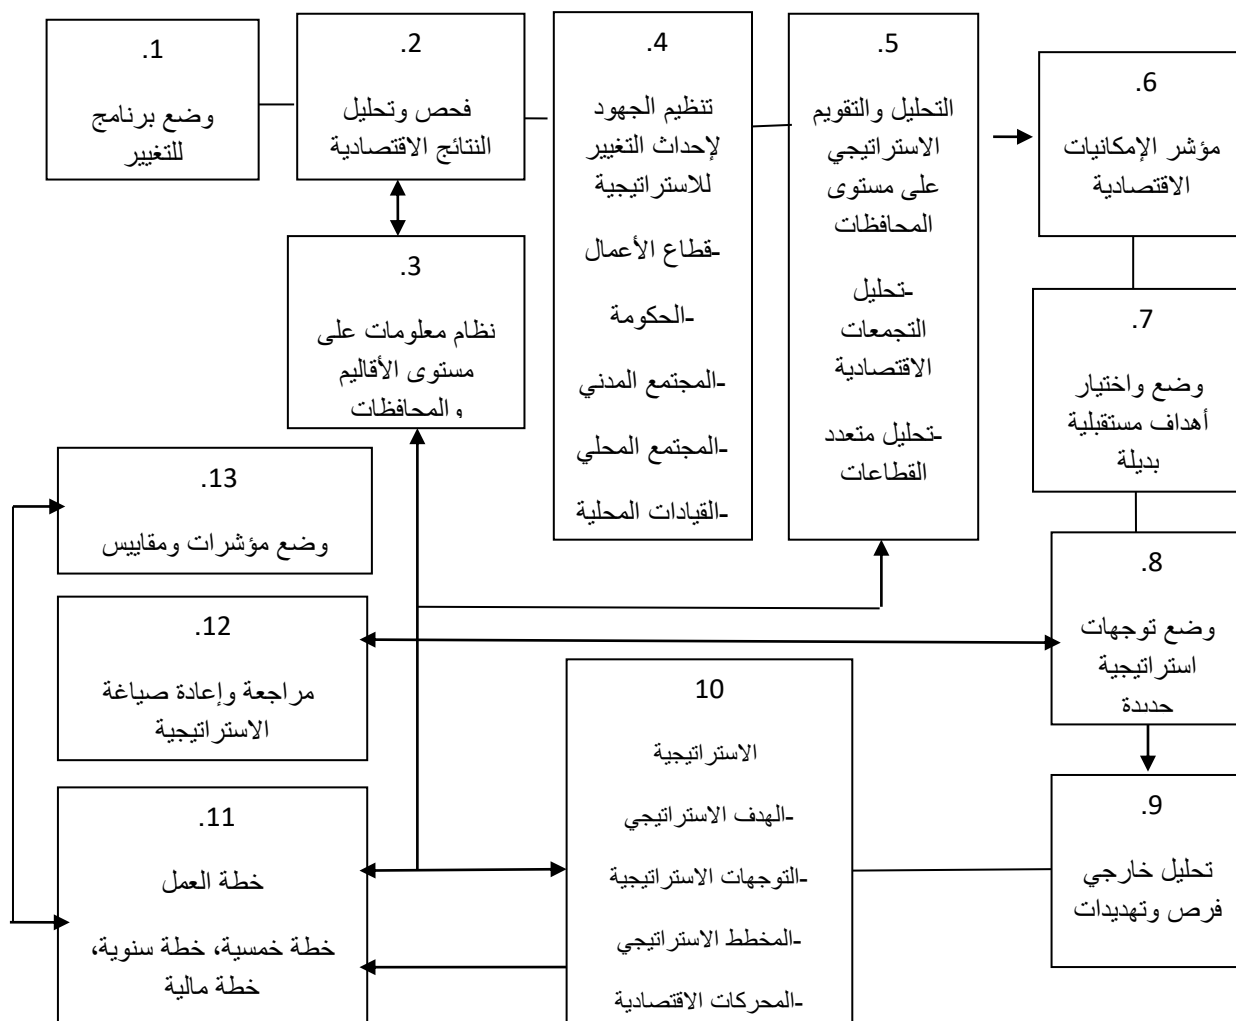 .1
وضع برنامج
للتغيير
.2
فحص وتحليل
النتائج الاقتصادية
.3
نظام معلومات على
مستوى الأقاليم
والمحافظات
.4
تنظيم الجهود
لإحداث التغيير
للاستراتيجية
-قطاع الأعمال
-الحكومة
-المجتمع المدني
-المجتمع المحلي
-القيادات المحلية
.5
التحليل والتقويم
الاستراتيجي
على مستوى
المحافظات
-تحليل
التجمعات
الاقتصادية
-تحليل متعدد
القطاعات
.6
مؤشر الإمكانيات
الاقتصادية
.7
وضع واختيار
أهداف مستقبلية
بديلة
.8
وضع توجهات
استراتيجية
جديدة
.9
تحليل خارجي
فرص وتهديدات
10
الاستراتيجية
-الهدف الاستراتيجي
-التوجهات الاستراتيجية
-المخطط الاستراتيجي
-المحركات الاقتصادية
.11
خطة العمل
خطة خمسية، خطة سنوية،
خطة مالية
.12
مراجعة وإعادة صياغة
الاستراتيجية
.13
وضع مؤشرات ومقاييس